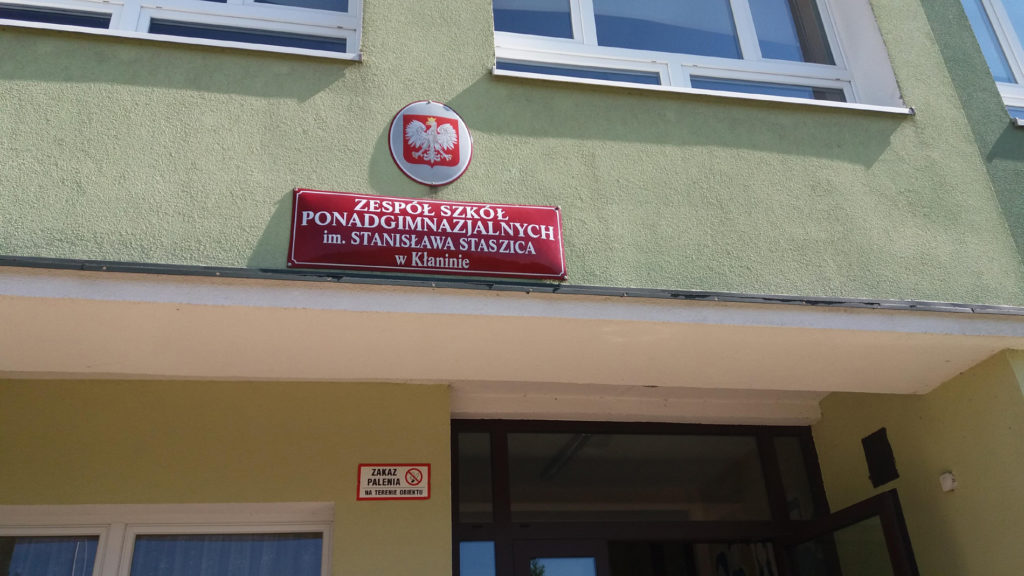 ZESPÓŁ SZKÓŁ
PONADGIMNAZJALNYCH
im. STANISŁAWA STASZICA
w Kłaninie
ZAKAZ
PALENIA
NA TERENIE OBIEKTU